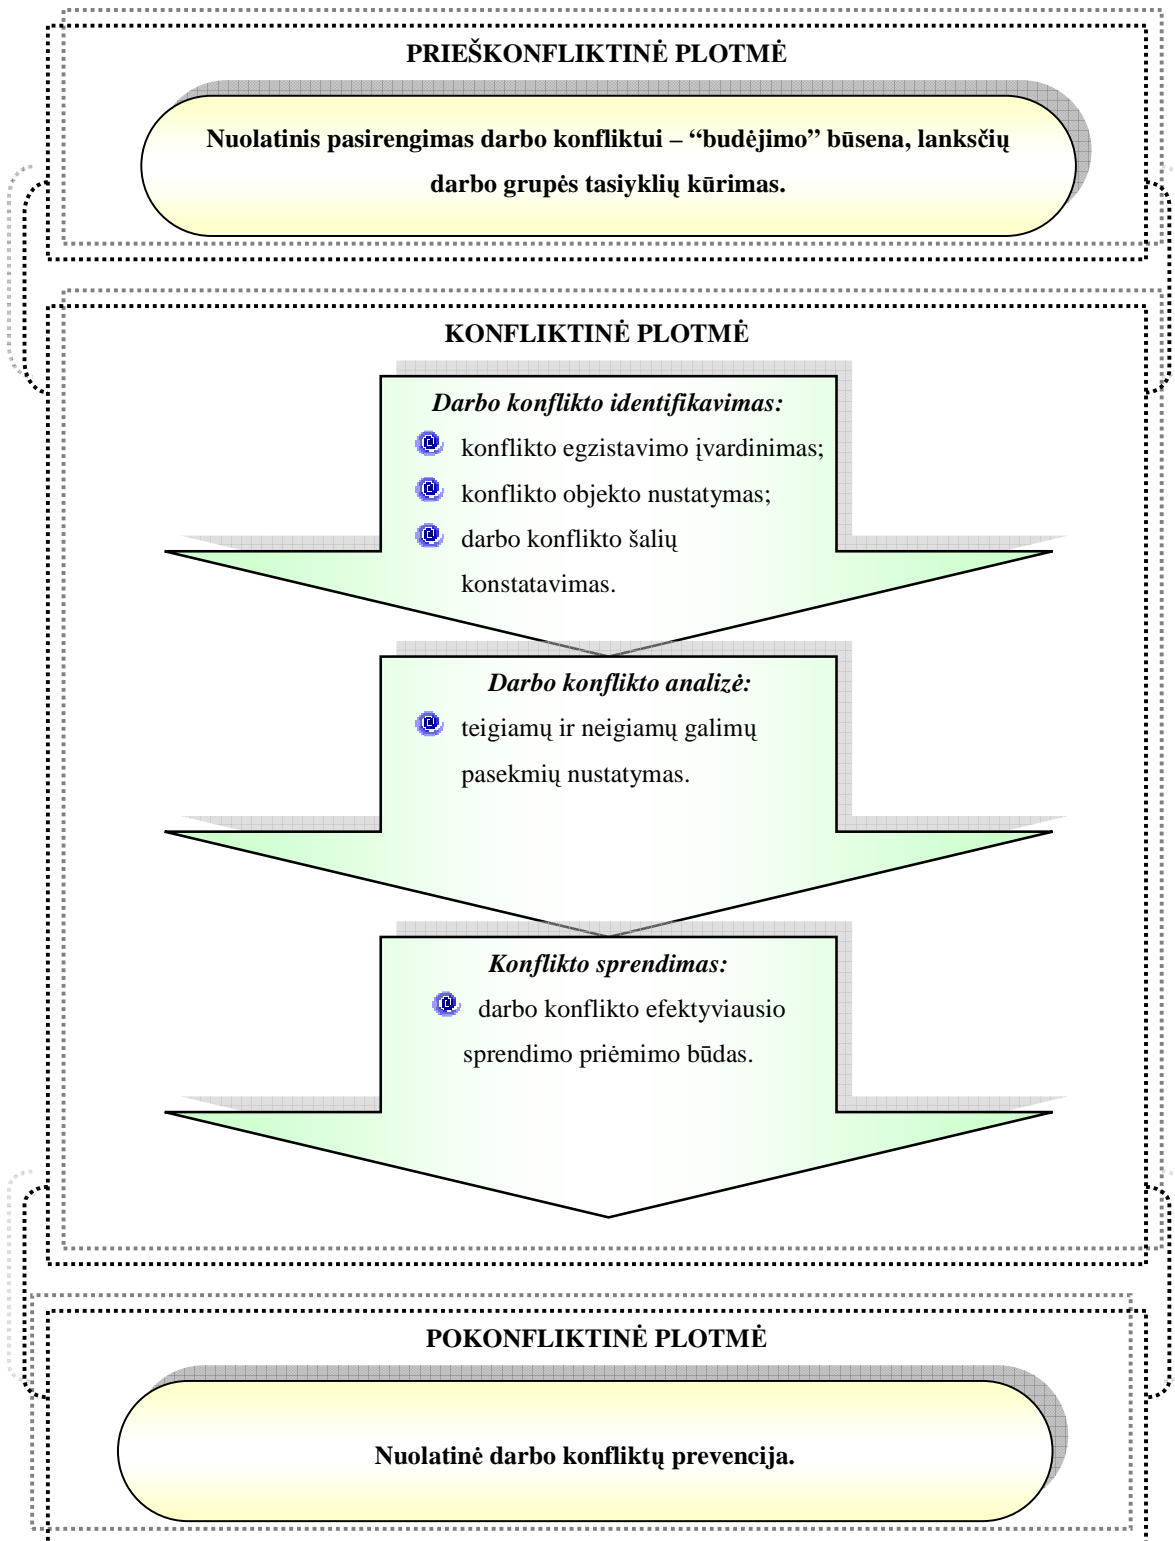 PRIEŠKONFLIKTINĖ PLOTMĖ
Nuolatinis pasirengimas darbo konfliktui – “budėjimo” būsena, lanksčių
darbo grupės tasiyklių kūrimas.
KONFLIKTINĖ PLOTMĖ
Darbo konflikto identifikavimas:
konflikto egzistavimo įvardinimas;
konflikto objekto nustatymas;
darbo konflikto šalių
konstatavimas.
Darbo konflikto analizė:
teigiamų ir neigiamų galimų
pasekmių nustatymas.
Konflikto sprendimas:
darbo konflikto efektyviausio
sprendimo priėmimo būdas.
POKONFLIKTINĖ PLOTMĖ
Nuolatinė darbo konfliktų prevencija.